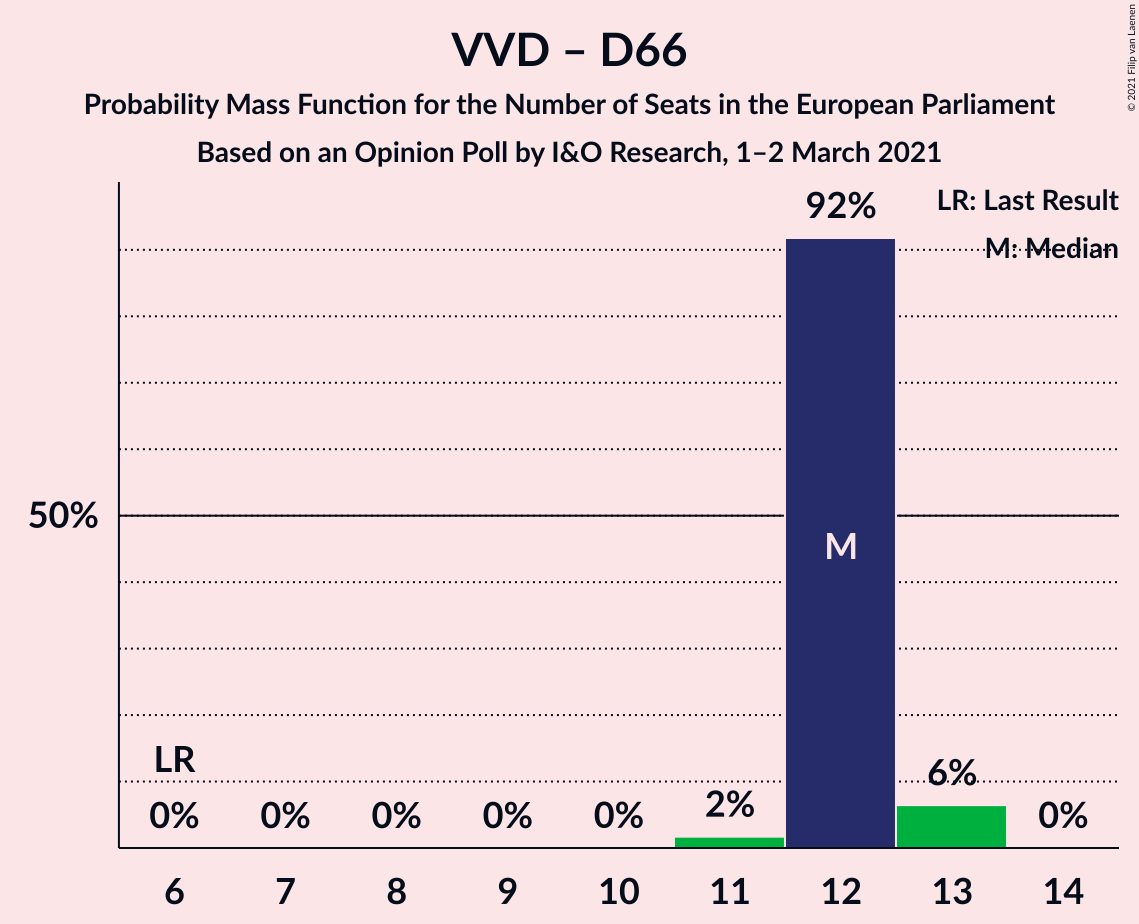 VVD – D66
Probability Mass Function for the Number of Seats in the European Parliament
Based on an Opinion Poll by I&O Research, 1–2 March 2021
© 2021 Filip van Laenen
LR: Last Result
M: Median
92%
50%
M
LR
0% 0% 0% 0% 0% 2% 6% 0%
6 7 8 9 10 11 12 13 14